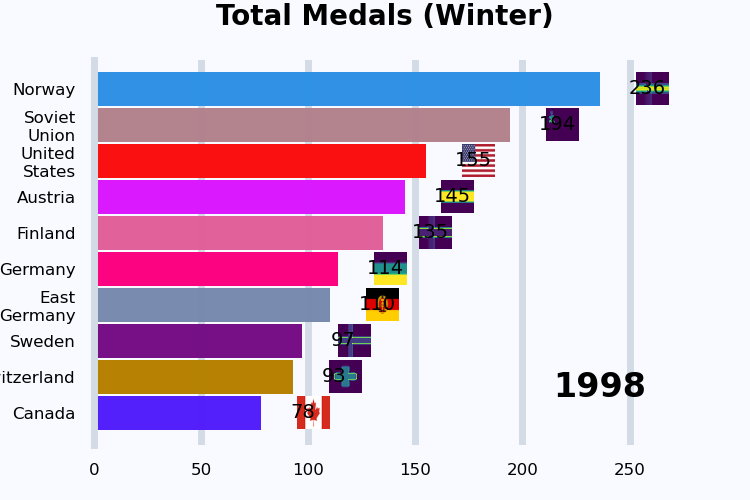 Total Medals (Winter)
Norway 236
Soviet
Union 194
United
States 155
Austria 145
Finland 135
Germany 114
East
Germany 110
Sweden 97
itzerland 93
Canada 78
1998
0 50 100 150 200 250